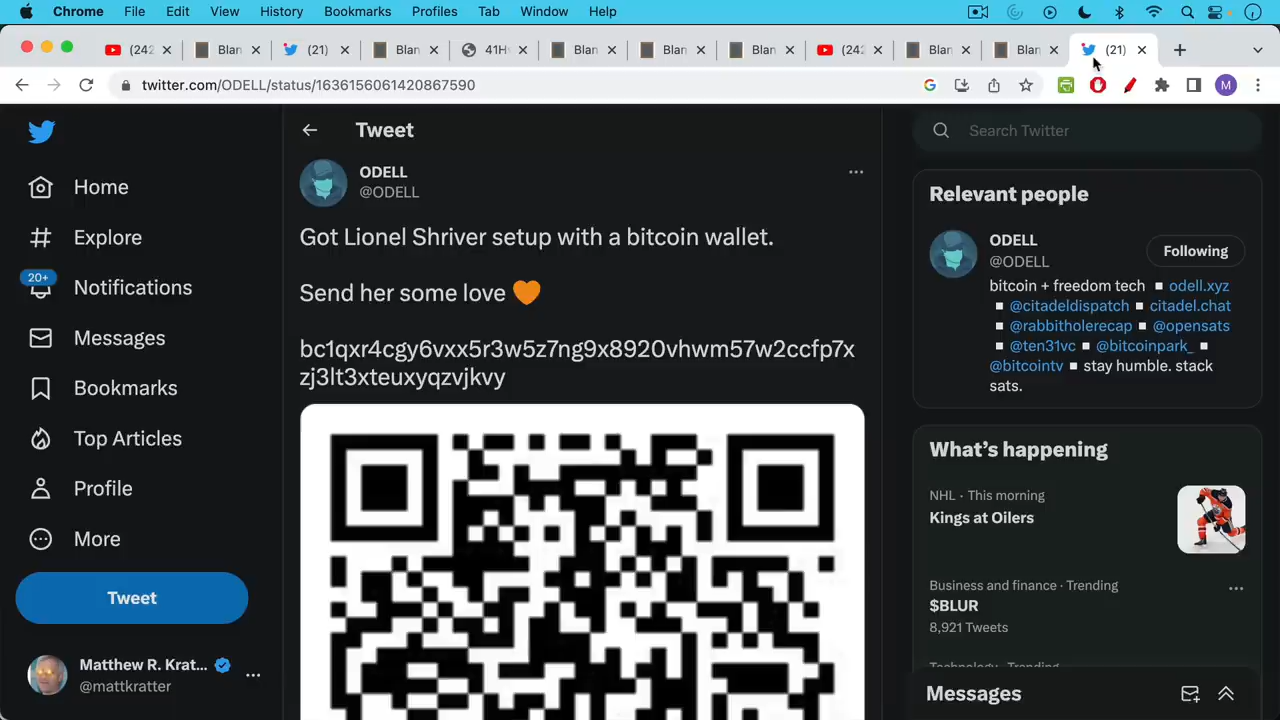 Chrome File Edit View History Bookmarks Profiles Tab Window Help
(242 Blan (21) Blan 41H Blan Blan Blan (242 Blan Blan (21)
twitter.com/ODELL/status/1636155061420867590
M
Home
Explore
20+
Notifications
Messages
Bookmarks
Top Articles
Profile
More
Tweet
Matthew R. Krat...
@mattkratter
Tweet
ODELL
@ODELL
Got Lionel Shriver setup with a bitcoin wallet.
Send her some love 🧡
bc1qxr4cgy6vxx5r3w5z7ng9x8920vhwm57w2ccfp7x
zj3lt3xteuxyqzvjkvy
Search Twitter
Relevant people
ODELL
@ODELL
Following
bitcoin + freedom tech ▪ odell.xyz
▪ @citadeldispatch ▪ citadel.chat
▪ @rabbitholerecap ▪ @opensats
▪ @ten31vc ▪ @bitcoinpark_ ▪
@bitcointv ▪ stay humble. stack
sats.
What's happening
NHL · This morning
Kings at Oilers
Business and finance · Trending
$BLUR
8,921 Tweets
Technology · Trending
Messages